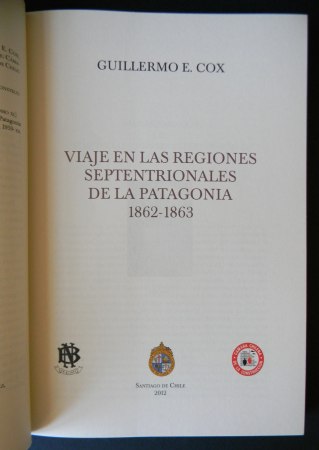 GUILLERMO E. COX
VIAJE EN LAS REGIONES
SEPTENTRIONALES
DE LA PATAGONIA
1862-1863
SANTIAGO DE CHILE
2012